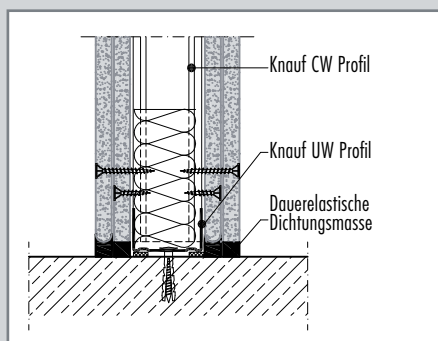 Knauf CW Profil
Knauf UW Profil
Dauerelastische
Dichtungsmasse